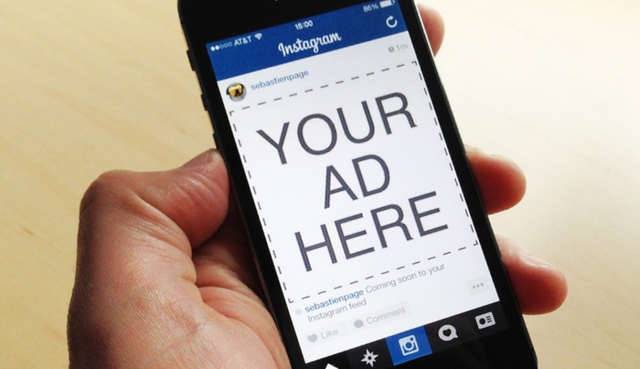 AT&T 15:00 86%
Instagram
sebastienpage 1m
YOUR
AD
HERE
sebastienpage Coming soon to your
Instagram feed
Like Comment